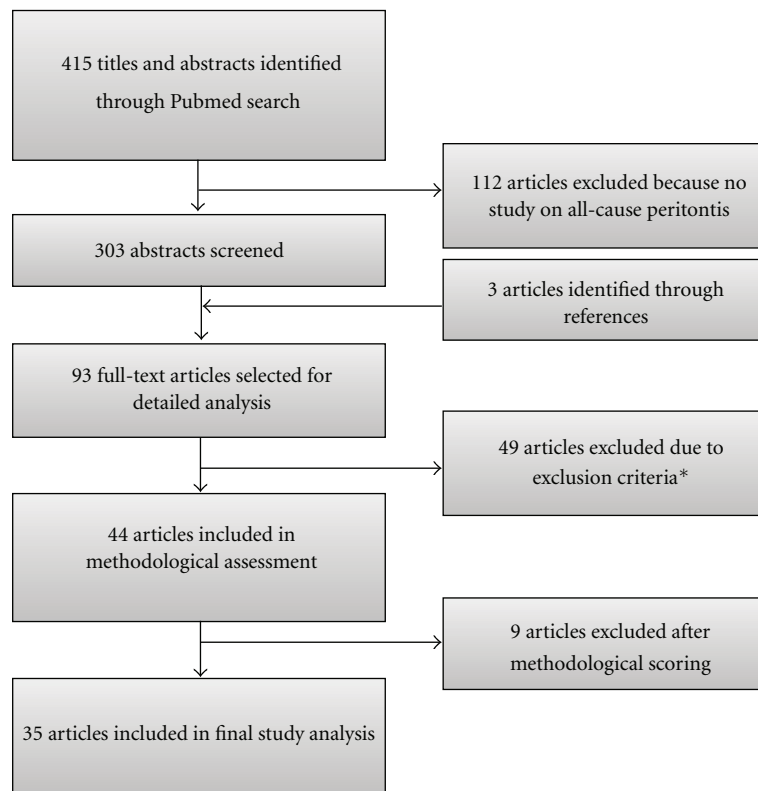 415 titles and abstracts identified
through Pubmed search
112 articles excluded because no
study on all-cause peritontis
303 abstracts screened
3 articles identified through
references
93 full-text articles selected for
detailed analysis
49 articles excluded due to
exclusion criteria*
44 articles included in
methodological assessment
9 articles excluded after
methodological scoring
35 articles included in final study analysis